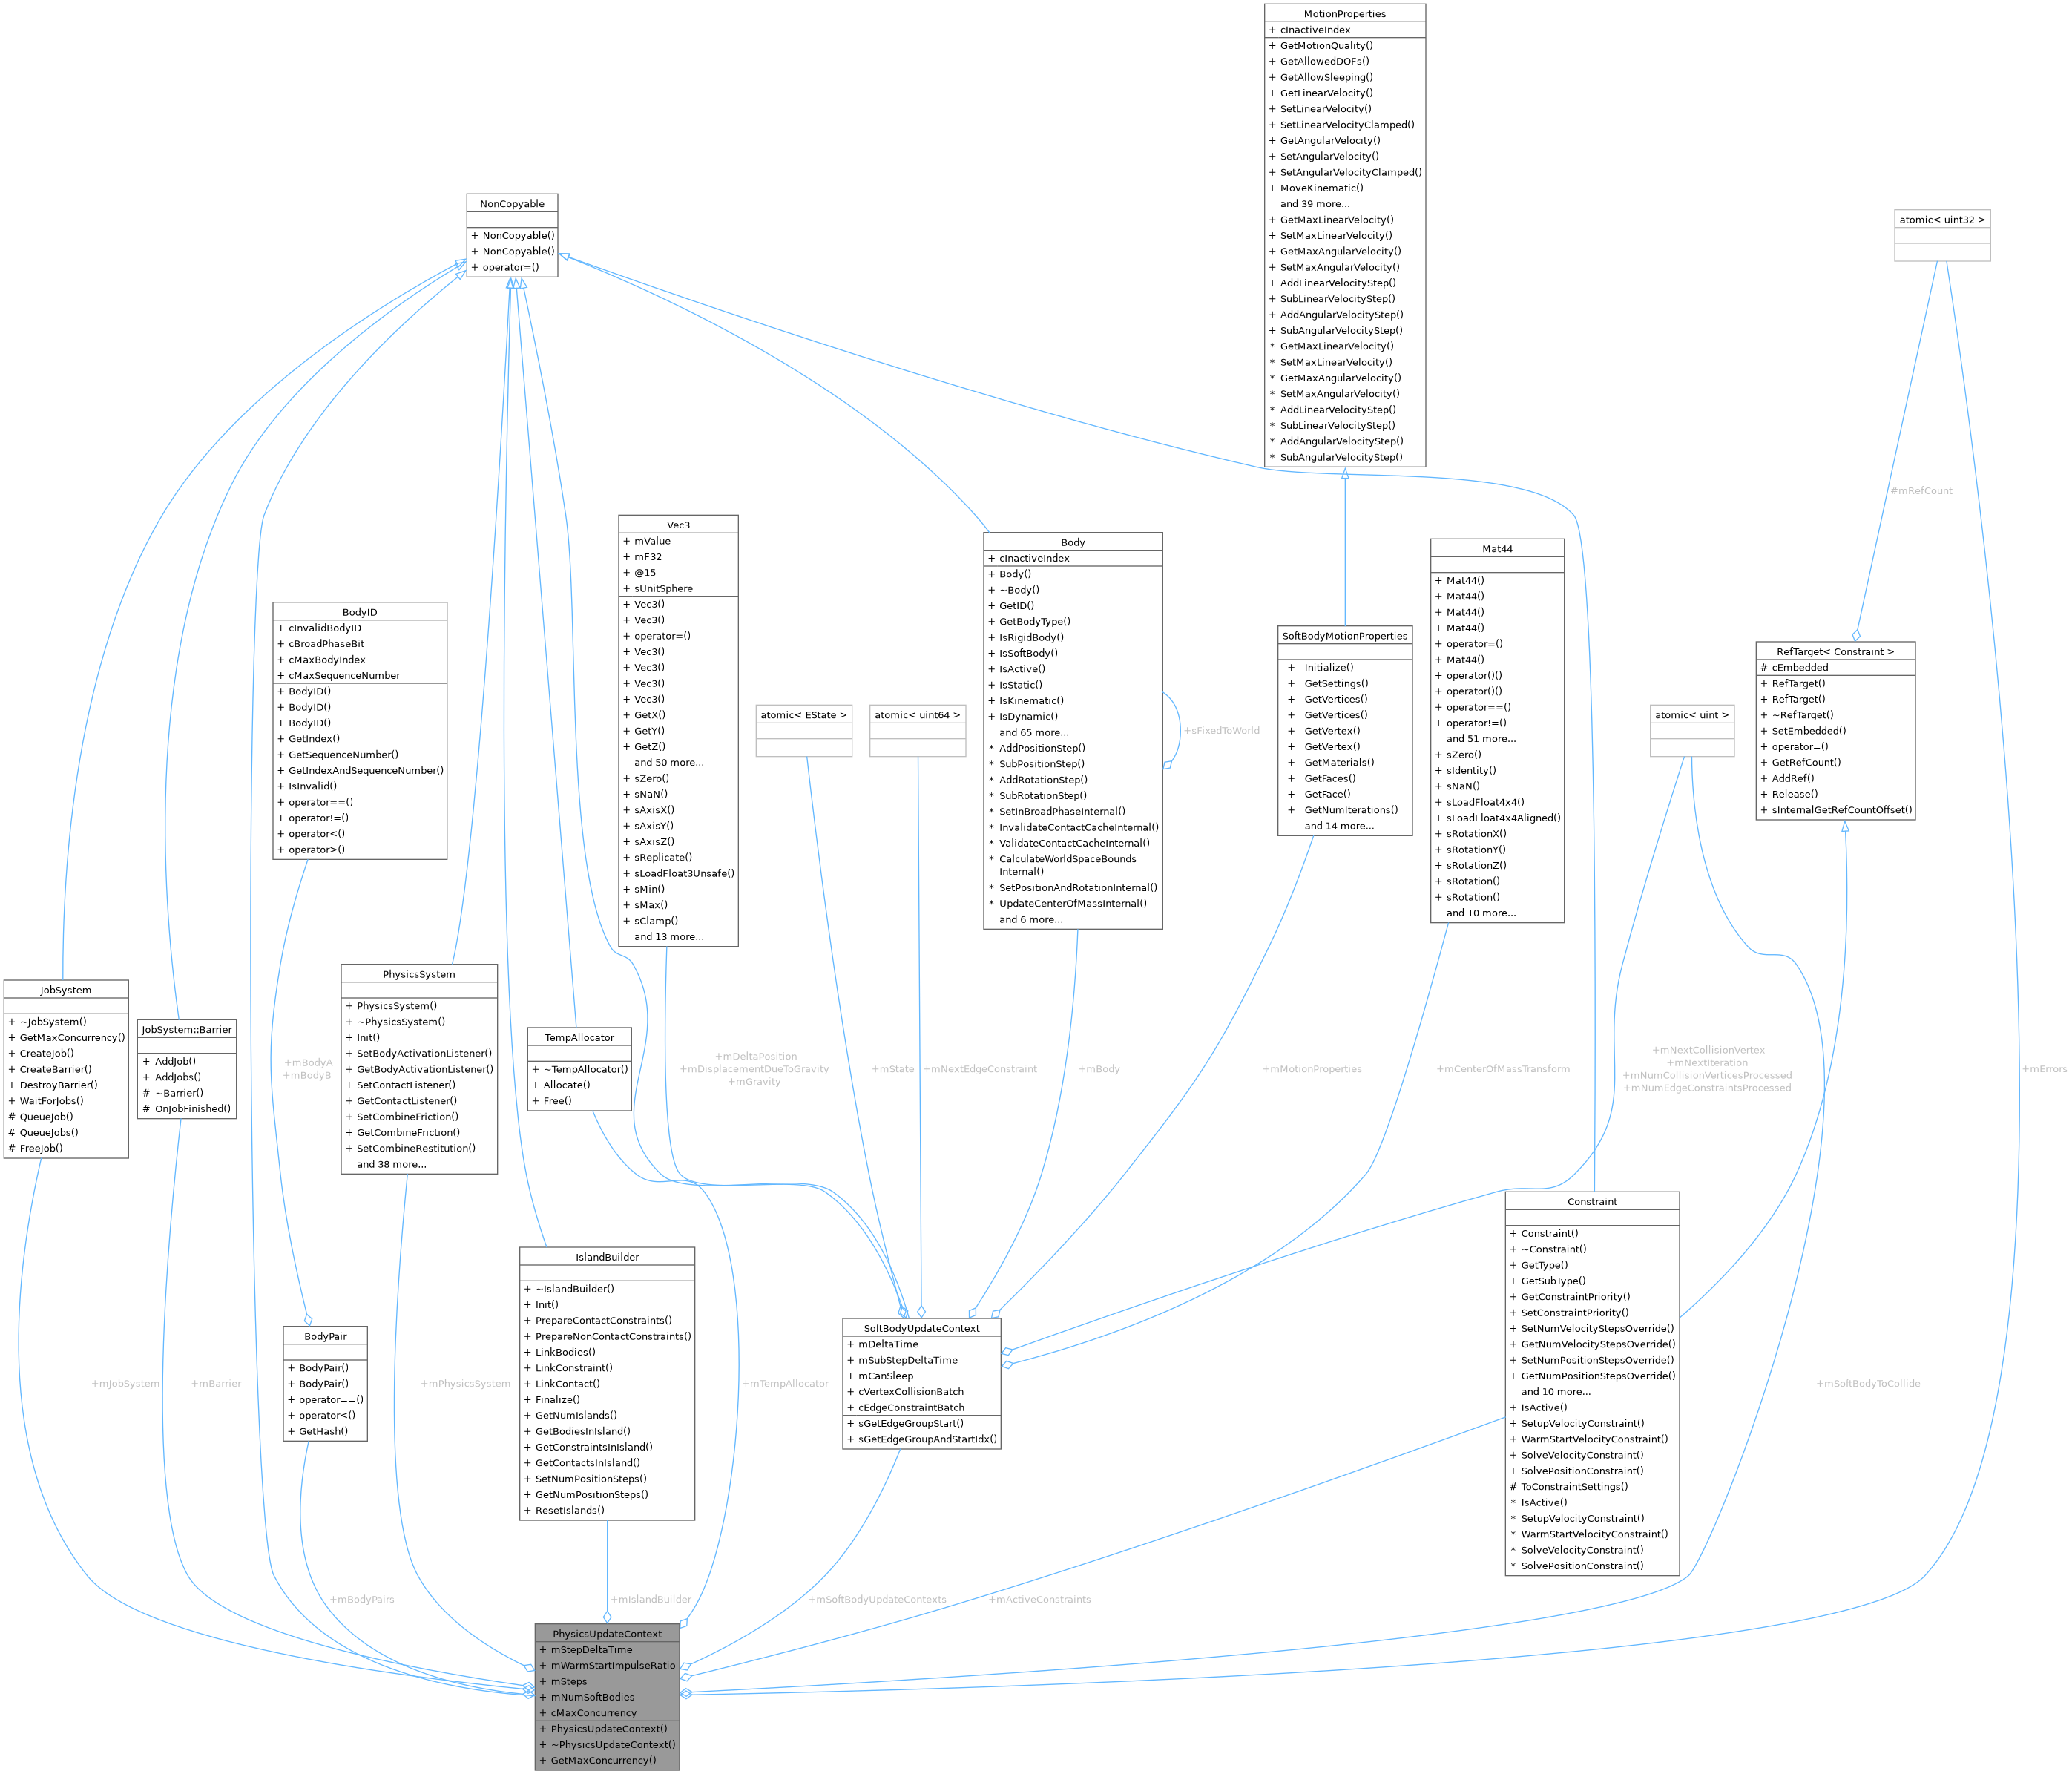 MotionProperties
+ cInactiveIndex
+ GetMotionQuality()
+ GetAllowedDOFs()
+ GetAllowSleeping()
+ GetLinearVelocity()
+ SetLinearVelocity()
+ SetLinearVelocityClamped()
+ GetAngularVelocity()
+ SetAngularVelocity()
+ SetAngularVelocityClamped()
+ MoveKinematic()
and 39 more...
+ GetMaxLinearVelocity()
+ SetMaxLinearVelocity()
+ GetMaxAngularVelocity()
+ SetMaxAngularVelocity()
+ AddLinearVelocityStep()
+ SubLinearVelocityStep()
+ AddAngularVelocityStep()
+ SubAngularVelocityStep()
* GetMaxLinearVelocity()
* SetMaxLinearVelocity()
* GetMaxAngularVelocity()
* SetMaxAngularVelocity()
* AddLinearVelocityStep()
* SubLinearVelocityStep()
* AddAngularVelocityStep()
* SubAngularVelocityStep()
NonCopyable
+ NonCopyable()
+ NonCopyable()
+ operator=()
atomic< uint32 >
#mRefCount
Vec3
+ mValue
+ mF32
+ @15
+ sUnitSphere
+ Vec3()
+ Vec3()
+ operator=()
+ Vec3()
+ Vec3()
+ Vec3()
+ Vec3()
+ GetX()
+ GetY()
+ GetZ()
and 50 more...
+ sZero()
+ sNaN()
+ sAxisX()
+ sAxisY()
+ sAxisZ()
+ sReplicate()
+ sLoadFloat3Unsafe()
+ sMin()
+ sMax()
+ sClamp()
and 13 more...
Body
+ cInactiveIndex
+ Body()
+ ~Body()
+ GetID()
+ GetBodyType()
+ IsRigidBody()
+ IsSoftBody()
+ IsActive()
+ IsStatic()
+ IsKinematic()
+ IsDynamic()
and 65 more...
* AddPositionStep()
* SubPositionStep()
* AddRotationStep()
* SubRotationStep()
* SetInBroadPhaseInternal()
* InvalidateContactCacheInternal()
* ValidateContactCacheInternal()
* CalculateWorldSpaceBounds
Internal()
* SetPositionAndRotationInternal()
* UpdateCenterOfMassInternal()
and 6 more...
+sFixedToWorld
Mat44
+ Mat44()
+ Mat44()
+ Mat44()
+ Mat44()
+ operator=()
+ Mat44()
+ operator()()
+ operator()()
+ operator==()
+ operator!=()
and 51 more...
+ sZero()
+ sIdentity()
+ sNaN()
+ sLoadFloat4x4()
+ sLoadFloat4x4Aligned()
+ sRotationX()
+ sRotationY()
+ sRotationZ()
+ sRotation()
+ sRotation()
and 10 more...
BodyID
+ cInvalidBodyID
+ cBroadPhaseBit
+ cMaxBodyIndex
+ cMaxSequenceNumber
+ BodyID()
+ BodyID()
+ BodyID()
+ GetIndex()
+ GetSequenceNumber()
+ GetIndexAndSequenceNumber()
+ IsInvalid()
+ operator==()
+ operator!=()
+ operator<()
+ operator>()
SoftBodyMotionProperties
+ Initialize()
+ GetSettings()
+ GetVertices()
+ GetVertices()
+ GetVertex()
+ GetVertex()
+ GetMaterials()
+ GetFaces()
+ GetFace()
+ GetNumIterations()
and 14 more...
RefTarget< Constraint >
# cEmbedded
+ RefTarget()
+ RefTarget()
+ ~RefTarget()
+ SetEmbedded()
+ operator=()
+ GetRefCount()
+ AddRef()
+ Release()
+ sInternalGetRefCountOffset()
atomic< EState >
atomic< uint64 >
atomic< uint >
JobSystem
+ ~JobSystem()
+ GetMaxConcurrency()
+ CreateJob()
+ CreateBarrier()
+ DestroyBarrier()
+ WaitForJobs()
# QueueJob()
# QueueJobs()
# FreeJob()
JobSystem::Barrier
+ AddJob()
+ AddJobs()
# ~Barrier()
# OnJobFinished()
+mBodyA
+mBodyB
PhysicsSystem
+ PhysicsSystem()
+ ~PhysicsSystem()
+ Init()
+ SetBodyActivationListener()
+ GetBodyActivationListener()
+ SetContactListener()
+ GetContactListener()
+ SetCombineFriction()
+ GetCombineFriction()
+ SetCombineRestitution()
and 38 more...
TempAllocator
+ ~TempAllocator()
+ Allocate()
+ Free()
+mDeltaPosition
+mDisplacementDueToGravity
+mGravity
+mState
+mNextEdgeConstraint
+mBody
+mMotionProperties
+mCenterOfMassTransform
+mNextCollisionVertex
+mNextIteration
+mNumCollisionVerticesProcessed
+mNumEdgeConstraintsProcessed
+mErrors
Constraint
+ Constraint()
+ ~Constraint()
+ GetType()
+ GetSubType()
+ GetConstraintPriority()
+ SetConstraintPriority()
+ SetNumVelocityStepsOverride()
+ GetNumVelocityStepsOverride()
+ SetNumPositionStepsOverride()
+ GetNumPositionStepsOverride()
and 10 more...
+ IsActive()
+ SetupVelocityConstraint()
+ WarmStartVelocityConstraint()
+ SolveVelocityConstraint()
+ SolvePositionConstraint()
# ToConstraintSettings()
* IsActive()
* SetupVelocityConstraint()
* WarmStartVelocityConstraint()
* SolveVelocityConstraint()
* SolvePositionConstraint()
IslandBuilder
+ ~IslandBuilder()
+ Init()
+ PrepareContactConstraints()
+ PrepareNonContactConstraints()
+ LinkBodies()
+ LinkConstraint()
+ LinkContact()
+ Finalize()
+ GetNumIslands()
+ GetBodiesInIsland()
+ GetConstraintsInIsland()
+ GetContactsInIsland()
+ SetNumPositionSteps()
+ GetNumPositionSteps()
+ ResetIslands()
BodyPair
+ BodyPair()
+ BodyPair()
+ operator==()
+ operator<()
+ GetHash()
SoftBodyUpdateContext
+ mDeltaTime
+ mSubStepDeltaTime
+ mCanSleep
+ cVertexCollisionBatch
+ cEdgeConstraintBatch
+ sGetEdgeGroupStart()
+ sGetEdgeGroupAndStartIdx()
+mJobSystem
+mBarrier
+mPhysicsSystem
+mTempAllocator
+mSoftBodyToCollide
+mBodyPairs
+mIslandBuilder
+mSoftBodyUpdateContexts
+mActiveConstraints
PhysicsUpdateContext
+ mStepDeltaTime
+ mWarmStartImpulseRatio
+ mSteps
+ mNumSoftBodies
+ cMaxConcurrency
+ PhysicsUpdateContext()
+ ~PhysicsUpdateContext()
+ GetMaxConcurrency()